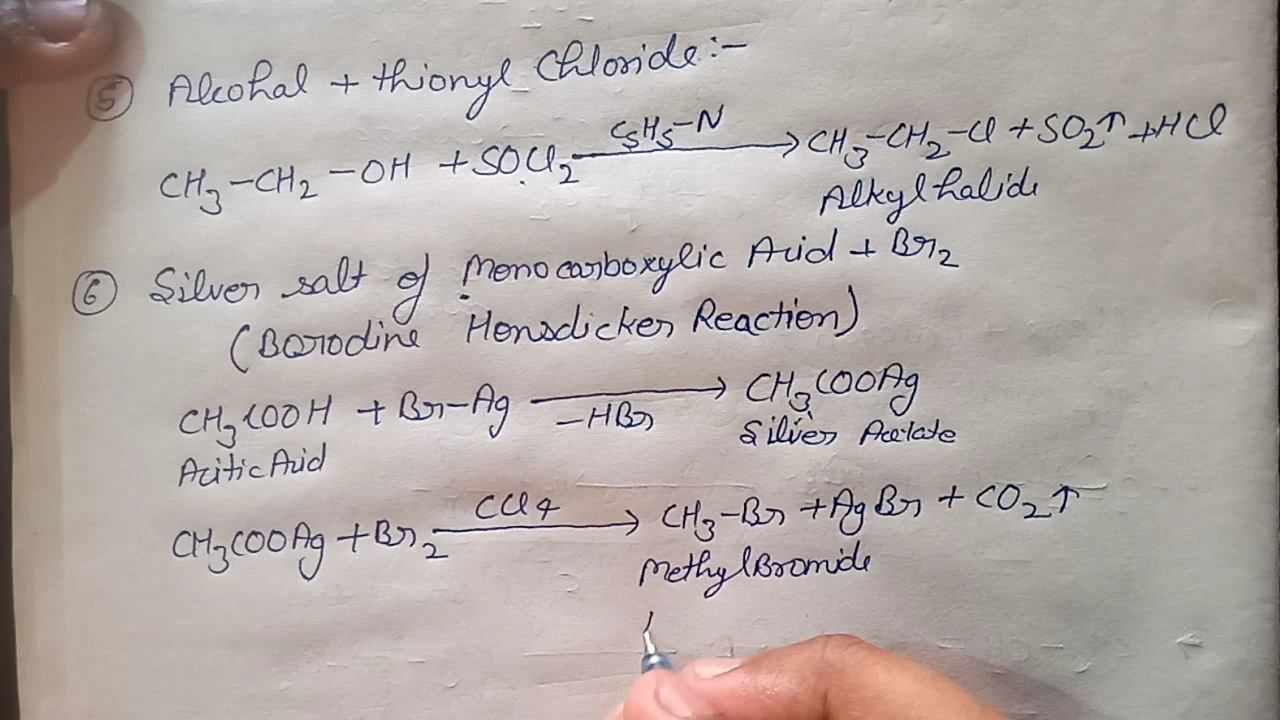 ⑤ Alcohal + thionyl Chloride:-
CH₃-CH₂-OH + SOCl₂ —C₅H₅-N→ CH₃-CH₂-Cl + SO₂↑ + HCl
Alkyl halide
⑥ Silver salt of Monocarboxylic Acid + Br₂
(Borodine Hensdicker Reaction)
CH₃COOH + Br-Ag —-HBr→ CH₃COOAg
Acitic Acid Silver Acetate
CH₃COOAg + Br₂ —CCl₄→ CH₃-Br + AgBr + CO₂↑
Methyl Bromide